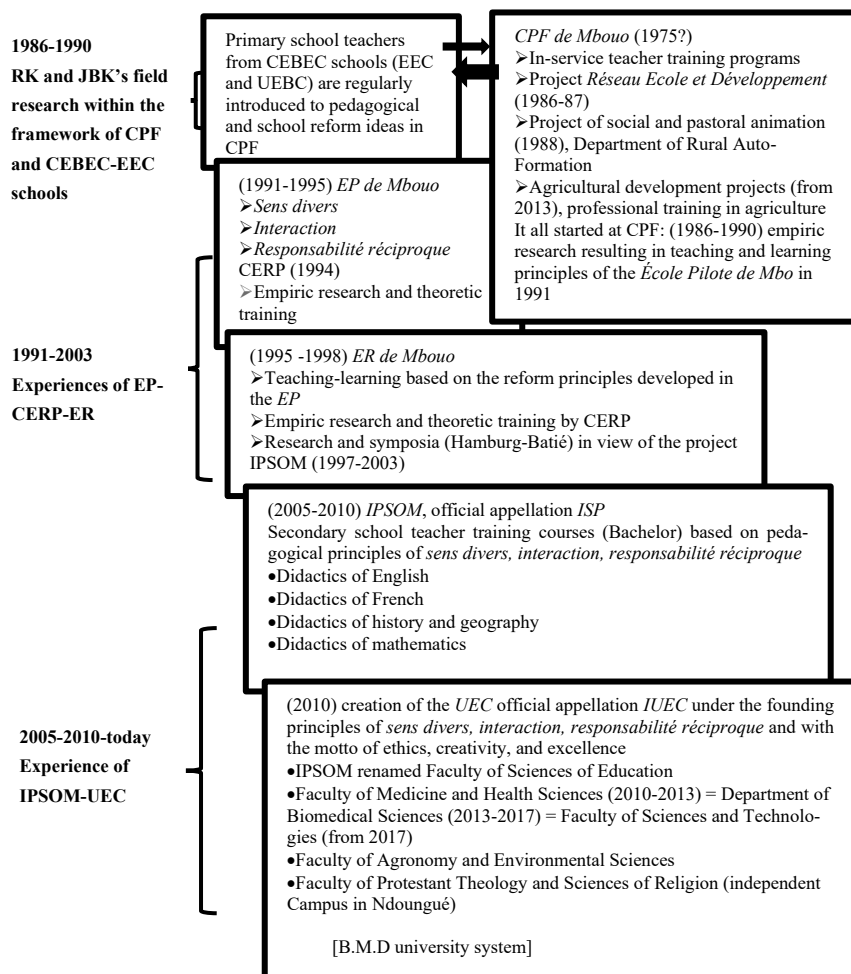 1986-1990
RK and JBK's field
research within the
framework of CPF
and CEBEC-EEC
schools
Primary school teachers
from CEBEC schools (EEC
and UEBC) are regularly
introduced to pedagogical
and school reform ideas in
CPF
CPF de Mbouo (1975?)
➢In-service teacher training programs
➢Project Réseau Ecole et Développement
(1986-87)
➢Project of social and pastoral animation
(1988), Department of Rural Auto-
Formation
➢Agricultural development projects (from
2013), professional training in agriculture
It all started at CPF: (1986-1990) empiric
research resulting in teaching and learning
principles of the École Pilote de Mbo in
1991
(1991-1995) EP de Mbouo
➢Sens divers
➢Interaction
➢Responsabilité réciproque
CERP (1994)
➢Empiric research and theoretic
training
1991-2003
Experiences of EP-
CERP-ER
(1995 -1998) ER de Mbouo
➢Teaching-learning based on the reform principles developed in
the EP
➢Empiric research and theoretic training by CERP
➢Research and symposia (Hamburg-Batié) in view of the project
IPSOM (1997-2003)
(2005-2010) IPSOM, official appellation ISP
Secondary school teacher training courses (Bachelor) based on peda-
gogical principles of sens divers, interaction, responsabilité réciproque
•Didactics of English
•Didactics of French
•Didactics of history and geography
•Didactics of mathematics
2005-2010-today
Experience of
IPSOM-UEC
(2010) creation of the UEC official appellation IUEC under the founding
principles of sens divers, interaction, responsabilité réciproque and with
the motto of ethics, creativity, and excellence
•IPSOM renamed Faculty of Sciences of Education
•Faculty of Medicine and Health Sciences (2010-2013) = Department of
Biomedical Sciences (2013-2017) = Faculty of Sciences and Technolo-
gies (from 2017)
•Faculty of Agronomy and Environmental Sciences
•Faculty of Protestant Theology and Sciences of Religion (independent
Campus in Ndoungué)
[B.M.D university system]